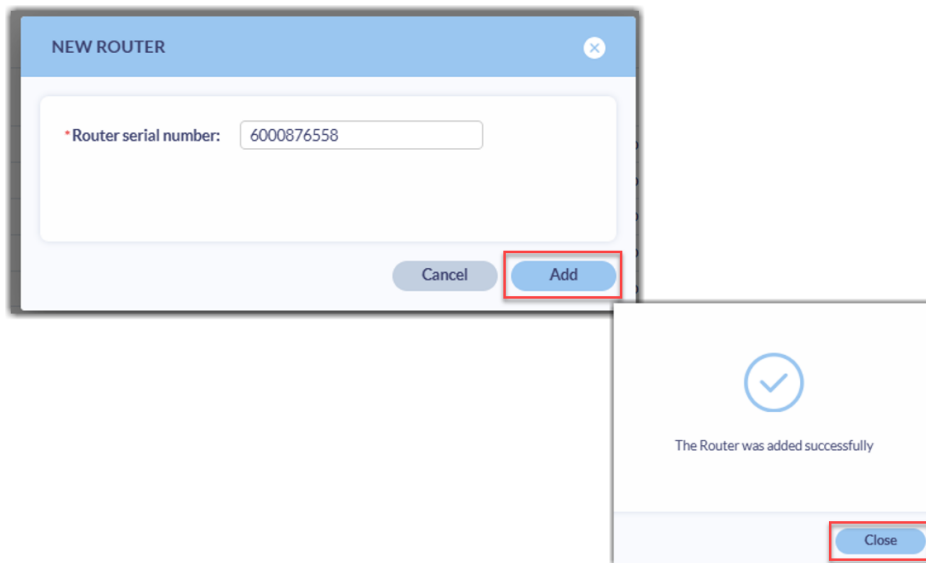 NEW ROUTER
*Router serial number: 6000876558
Cancel Add
The Router was added successfully
Close